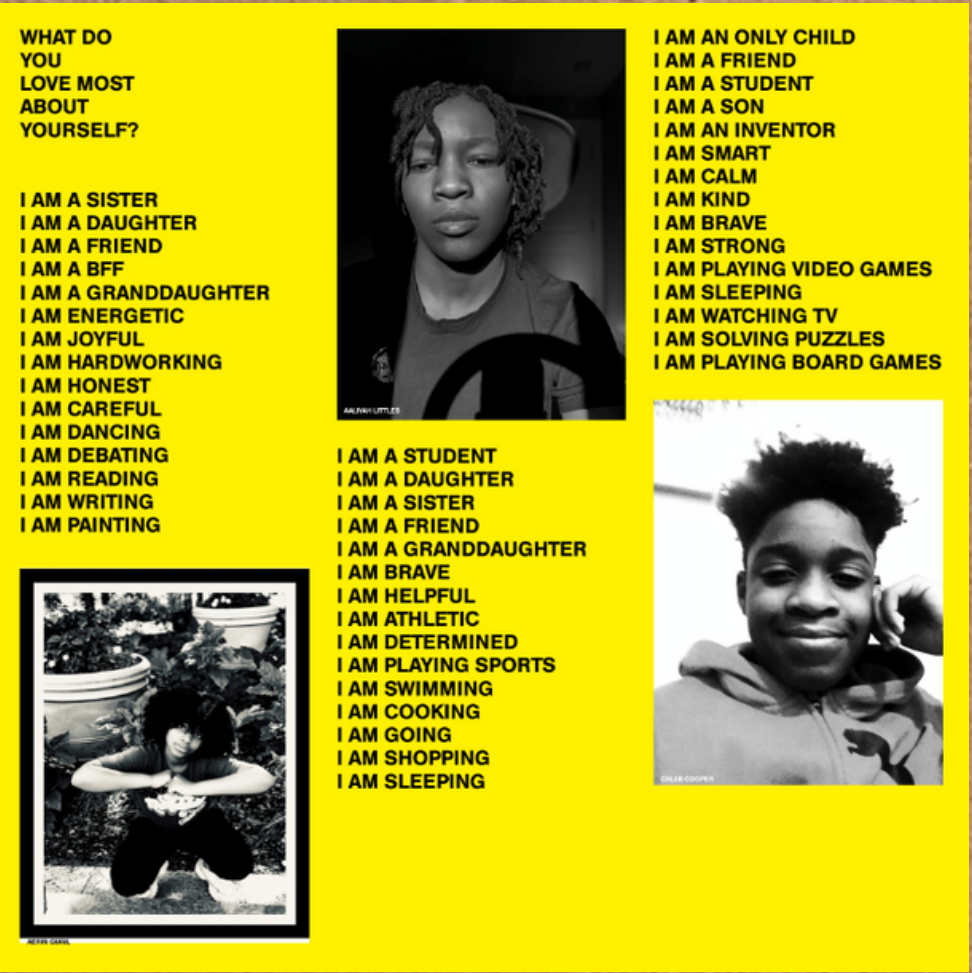 WHAT DO
YOU
LOVE MOST
ABOUT
YOURSELF?
I AM A SISTER
I AM A DAUGHTER
I AM A FRIEND
I AM A BFF
I AM A GRANDDAUGHTER
I AM ENERGETIC
I AM JOYFUL
I AM HARDWORKING
I AM HONEST
I AM CAREFUL
I AM DANCING
I AM DEBATING
I AM READING
I AM WRITING
I AM PAINTING
AALIYAH LITTLES
I AM A STUDENT
I AM A DAUGHTER
I AM A SISTER
I AM A FRIEND
I AM A GRANDDAUGHTER
I AM BRAVE
I AM HELPFUL
I AM ATHLETIC
I AM DETERMINED
I AM PLAYING SPORTS
I AM SWIMMING
I AM COOKING
I AM GOING
I AM SHOPPING
I AM SLEEPING
I AM AN ONLY CHILD
I AM A FRIEND
I AM A STUDENT
I AM A SON
I AM AN INVENTOR
I AM SMART
I AM CALM
I AM KIND
I AM BRAVE
I AM STRONG
I AM PLAYING VIDEO GAMES
I AM SLEEPING
I AM WATCHING TV
I AM SOLVING PUZZLES
I AM PLAYING BOARD GAMES
CALEB COOPER